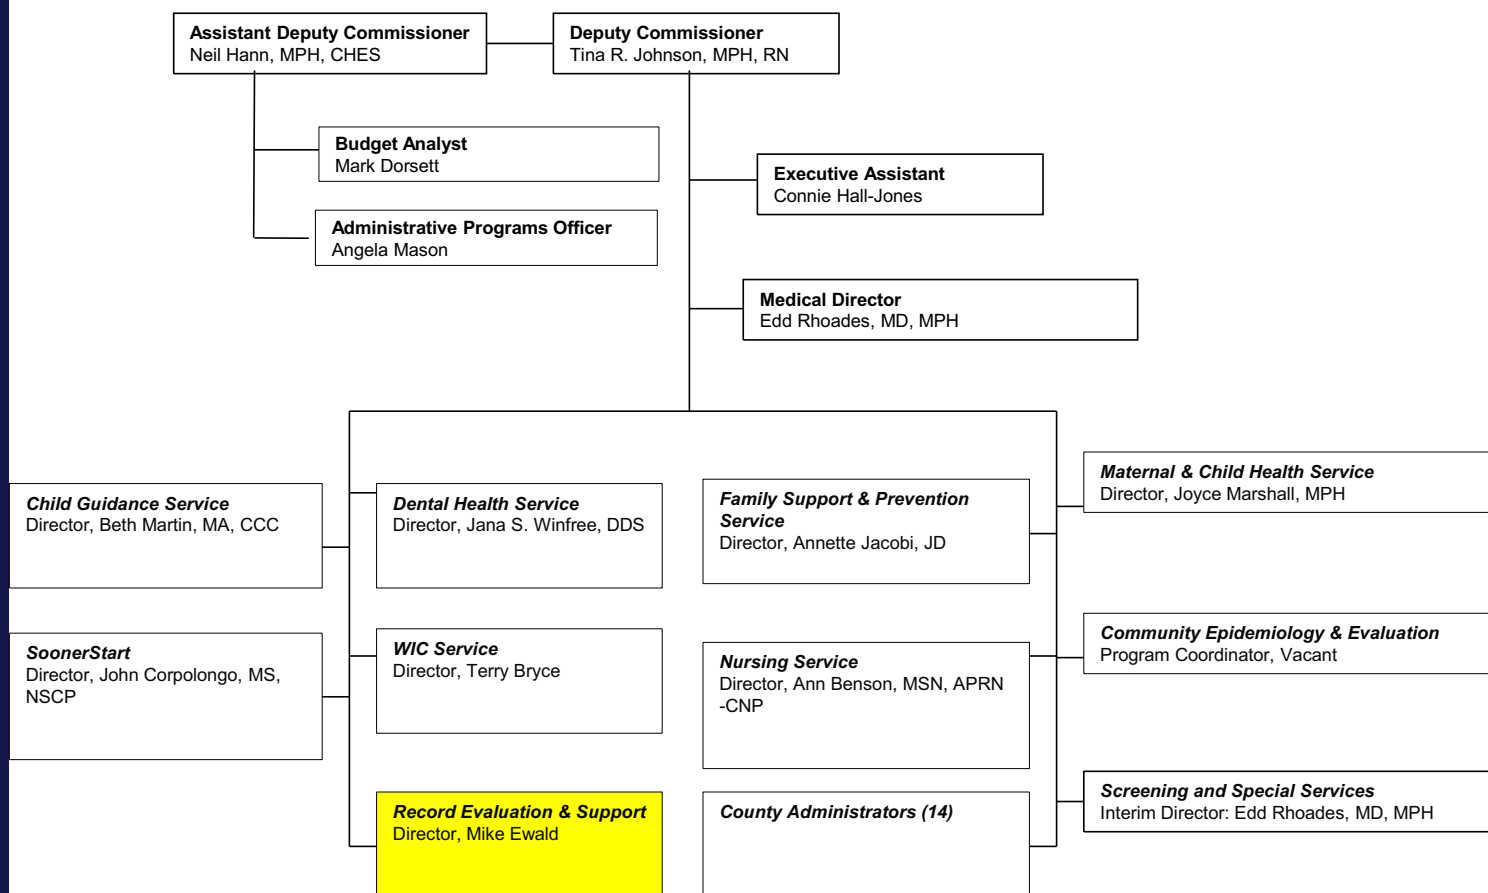 Assistant Deputy Commissioner
Neil Hann, MPH, CHES
Deputy Commissioner
Tina R. Johnson, MPH, RN
Budget Analyst
Mark Dorsett
Executive Assistant
Connie Hall-Jones
Administrative Programs Officer
Angela Mason
Medical Director
Edd Rhoades, MD, MPH
Child Guidance Service
Director, Beth Martin, MA, CCC
Dental Health Service
Director, Jana S. Winfree, DDS
Family Support & Prevention
Service
Director, Annette Jacobi, JD
Maternal & Child Health Service
Director, Joyce Marshall, MPH
SoonerStart
Director, John Corpolongo, MS,
NSCP
WIC Service
Director, Terry Bryce
Nursing Service
Director, Ann Benson, MSN, APRN
-CNP
Community Epidemiology & Evaluation
Program Coordinator, Vacant
Record Evaluation & Support
Director, Mike Ewald
County Administrators (14)
Screening and Special Services
Interim Director: Edd Rhoades, MD, MPH